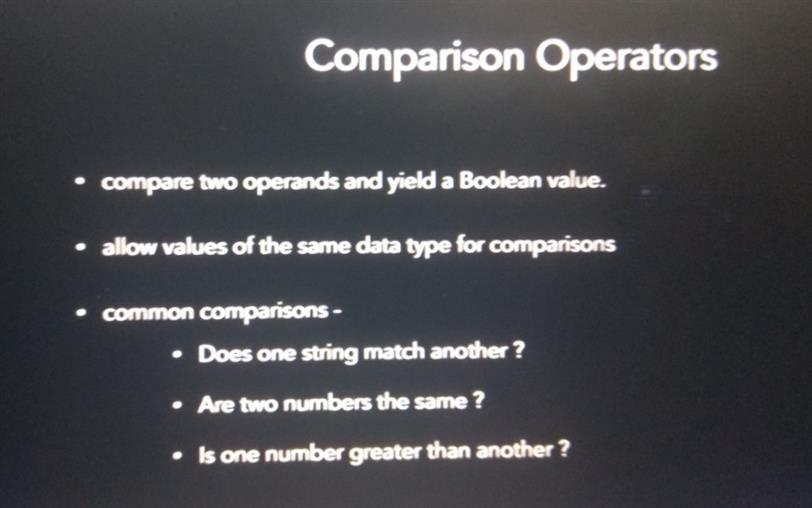 Comparison Operators
• compare two operands and yield a Boolean value.
• allow values of the same data type for comparisons
• common comparisons -
• Does one string match another ?
• Are two numbers the same ?
• Is one number greater than another ?